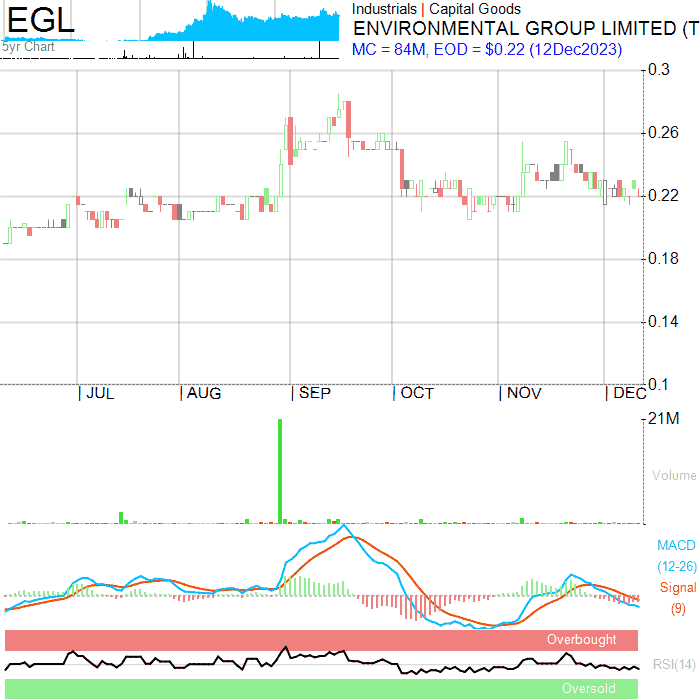 EGL
5yr Chart
Industrials | Capital Goods
ENVIRONMENTAL GROUP LIMITED (T
MC = 84M, EOD = $0.22 (12Dec2023)
0.3
0.26
0.22
0.18
0.14
0.1
JUL AUG SEP OCT NOV DEC
21M
Volume
MACD
(12-26)
Signal
(9)
Overbought
RSI(14)
Oversold